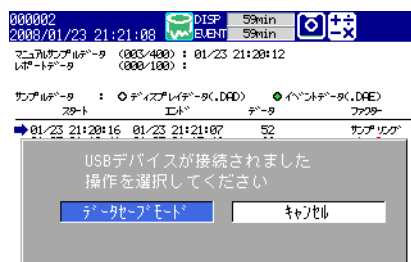 000002 DISP 59min
2008/01/23 21:21:08 EVENT 59min
ﾏﾆｭｱﾙｻﾝﾌﾟﾙﾃﾞｰﾀ (003/400) : 01/23 21:20:12
ﾚﾎﾟｰﾄﾃﾞｰﾀ (000/100) :
ｻﾝﾌﾟﾙﾃﾞｰﾀ : ﾃﾞｨｽﾌﾟﾚｲﾃﾞｰﾀ(.DAD) ｲﾍﾞﾝﾄﾃﾞｰﾀ(.DAE)
ｽﾀｰﾄ ｴﾝﾄﾞ ﾃﾞｰﾀ ﾌｧｸﾀｰ
01/23 21:20:16 01/23 21:21:07 52 ｻﾝﾌﾟﾘﾝｸﾞ
USBデバイスが接続されました
操作を選択してください
ﾃﾞｰﾀｾｰﾌﾞﾓｰﾄﾞ ｷｬﾝｾﾙ